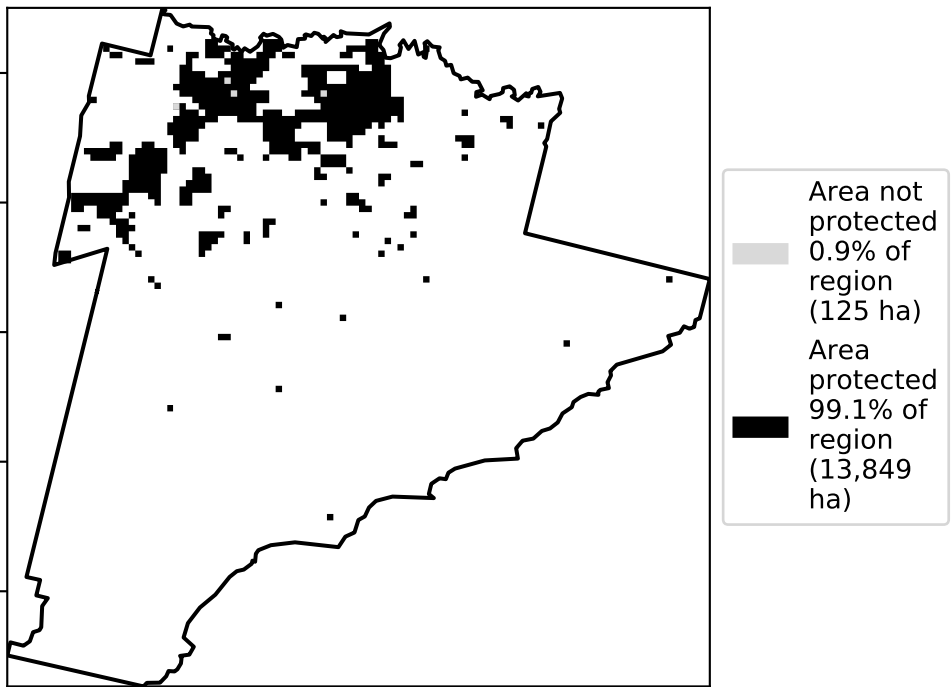 Area not
protected
0.9% of
region
(125 ha)
Area
protected
99.1% of
region
(13,849
ha)